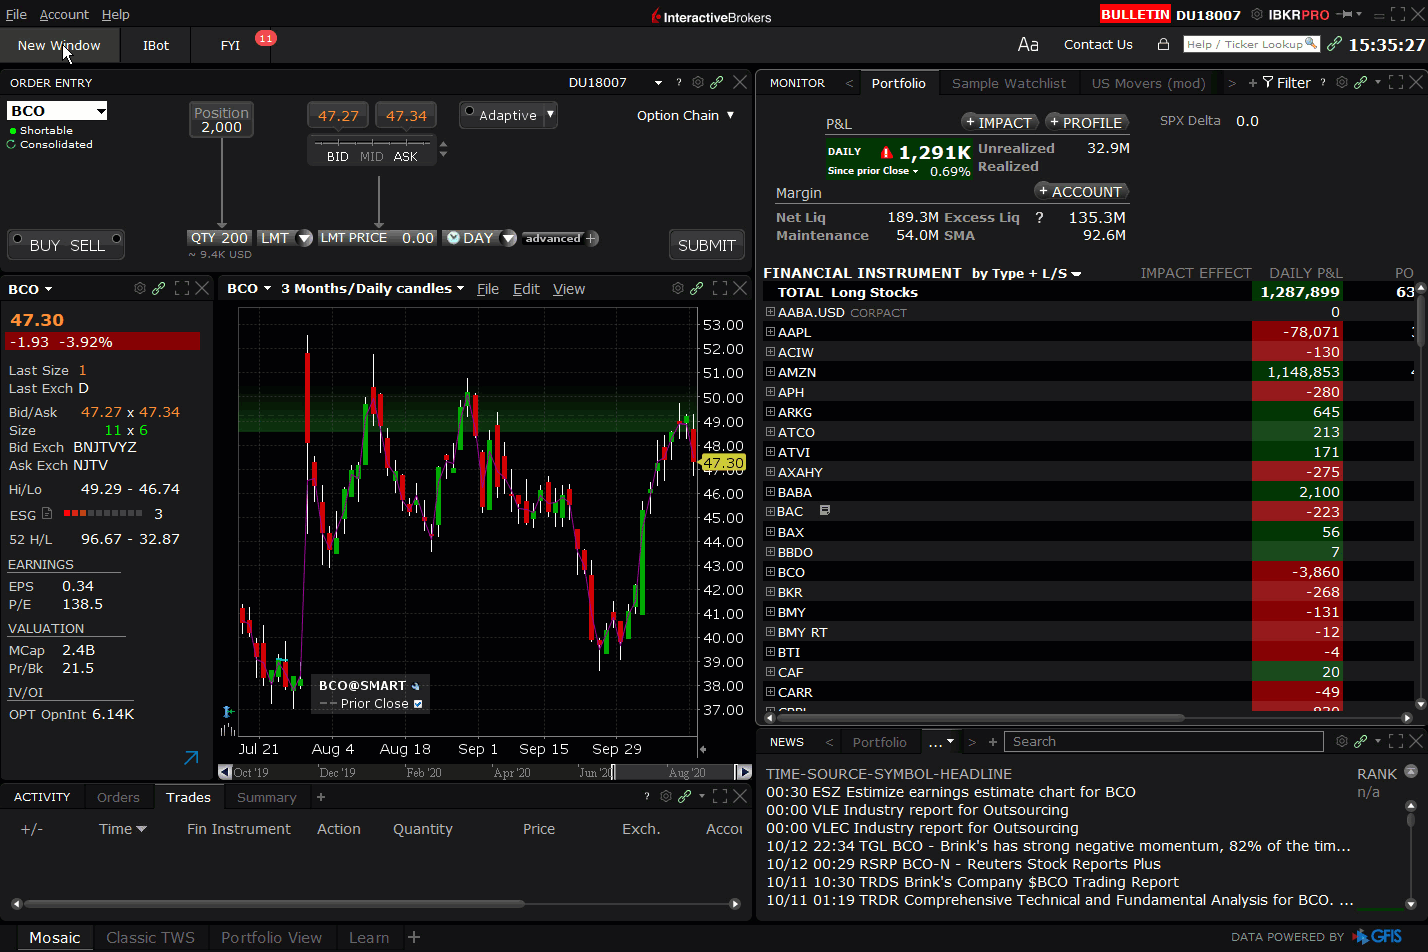 File Account Help
InteractiveBrokers
BULLETIN DU18007 IBKRPRO
New Window IBot FYI 11
Aa Contact Us Help / Ticker Lookup 15:35:27
ORDER ENTRY DU18007 ?
BCO
Shortable
Consolidated
Position
2,000
47.27 47.34
BID MID ASK
Adaptive
Option Chain
BUY SELL
QTY 200 LMT LMT PRICE 0.00 DAY advanced +
~ 9.4K USD
SUBMIT
MONITOR < Portfolio Sample Watchlist US Movers (mod) > + Filter ?
P&L + IMPACT + PROFILE SPX Delta 0.0
DAILY 1,291K Unrealized 32.9M
Since prior Close 0.69% Realized
Margin + ACCOUNT
Net Liq 189.3M Excess Liq ? 135.3M
Maintenance 54.0M SMA 92.6M
FINANCIAL INSTRUMENT by Type + L/S IMPACT EFFECT DAILY P&L PO
TOTAL Long Stocks 1,287,899 63
AABA.USD CORPACT 0
AAPL -78,071
ACIW -130
AMZN 1,148,853
APH -280
ARKG 645
ATCO 213
ATVI 171
AXAHY -275
BABA 2,100
BAC -223
BAX 56
BBDO 7
BCO -3,860
BKR -268
BMY -131
BMY RT -12
BTI -4
CAF 20
CARR -49
BCO
47.30
-1.93 -3.92%
Last Size 1
Last Exch D
Bid/Ask 47.27 x 47.34
Size 11 x 6
Bid Exch BNJTVYZ
Ask Exch NJTV
Hi/Lo 49.29 - 46.74
ESG 3
52 H/L 96.67 - 32.87
EARNINGS
EPS 0.34
P/E 138.5
VALUATION
MCap 2.4B
Pr/Bk 21.5
IV/OI
OPT OpnInt 6.14K
BCO 3 Months/Daily candles File Edit View
53.00
52.00
51.00
50.00
49.00
48.00
47.30
47.00
46.00
45.00
44.00
43.00
42.00
41.00
40.00
39.00
38.00
37.00
BCO@SMART
Prior Close
Jul 21 Aug 4 Aug 18 Sep 1 Sep 15 Sep 29
Oct '19 Dec '19 Feb '20 Apr '20 Jun '20 Aug '20
ACTIVITY Orders Trades Summary + ?
+/- Time Fin Instrument Action Quantity Price Exch. Accou
NEWS < Portfolio ... > + Search
TIME-SOURCE-SYMBOL-HEADLINE RANK
00:30 ESZ Estimize earnings estimate chart for BCO n/a
00:00 VLE Industry report for Outsourcing
00:00 VLEC Industry report for Outsourcing
10/12 22:34 TGL BCO - Brink's has strong negative momentum, 82% of the tim...
10/12 00:29 RSRP BCO-N - Reuters Stock Reports Plus
10/11 10:30 TRDS Brink's Company $BCO Trading Report
10/11 01:19 TRDR Comprehensive Technical and Fundamental Analysis for BCO. ...
Mosaic Classic TWS Portfolio View Learn +
DATA POWERED BY GFIS